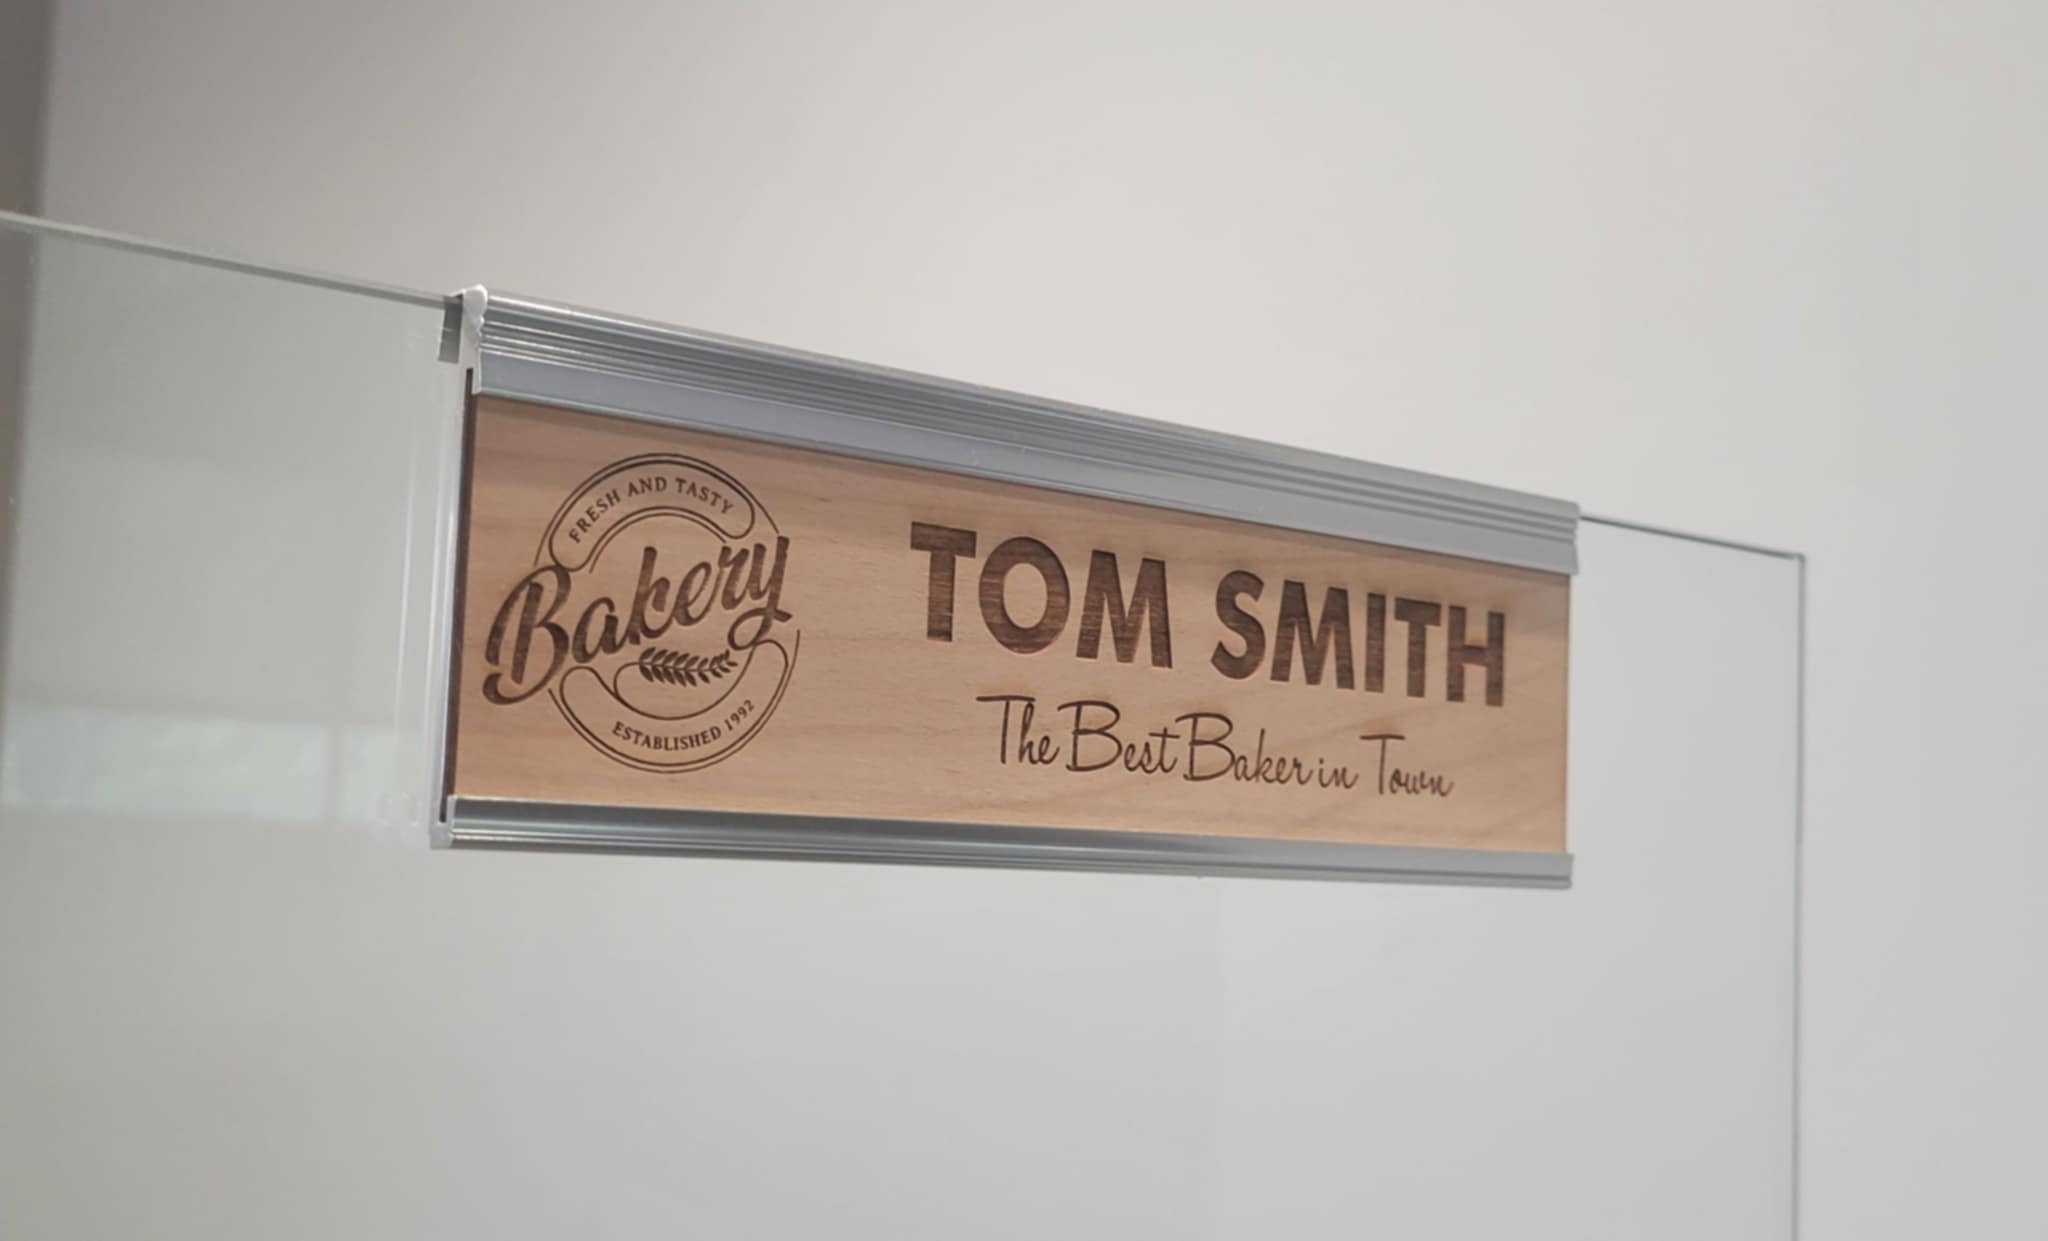 FRESH AND TASTY
Bakery
ESTABLISHED 1992
TOM SMITH
The Best Baker in Town